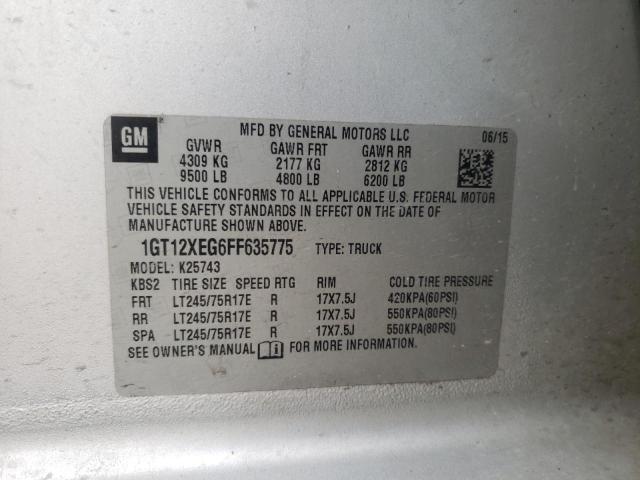 GM
MFD BY GENERAL MOTORS LLC 06/15
GVWR GAWR FRT GAWR RR
4309 KG 2177 KG 2812 KG
9500 LB 4800 LB 6200 LB
THIS VEHICLE CONFORMS TO ALL APPLICABLE U.S. FEDERAL MOTOR
VEHICLE SAFETY STANDARDS IN EFFECT ON THE DATE OF
MANUFACTURE SHOWN ABOVE.
1GT12XEG6FF635775 TYPE: TRUCK
MODEL: K25743
KBS2 TIRE SIZE SPEED RTG RIM COLD TIRE PRESSURE
FRT LT245/75R17E R 17X7.5J 420KPA(60PSI)
RR LT245/75R17E R 17X7.5J 550KPA(80PSI)
SPA LT245/75R17E R 17X7.5J 550KPA(80PSI)
SEE OWNER'S MANUAL FOR MORE INFORMATION.